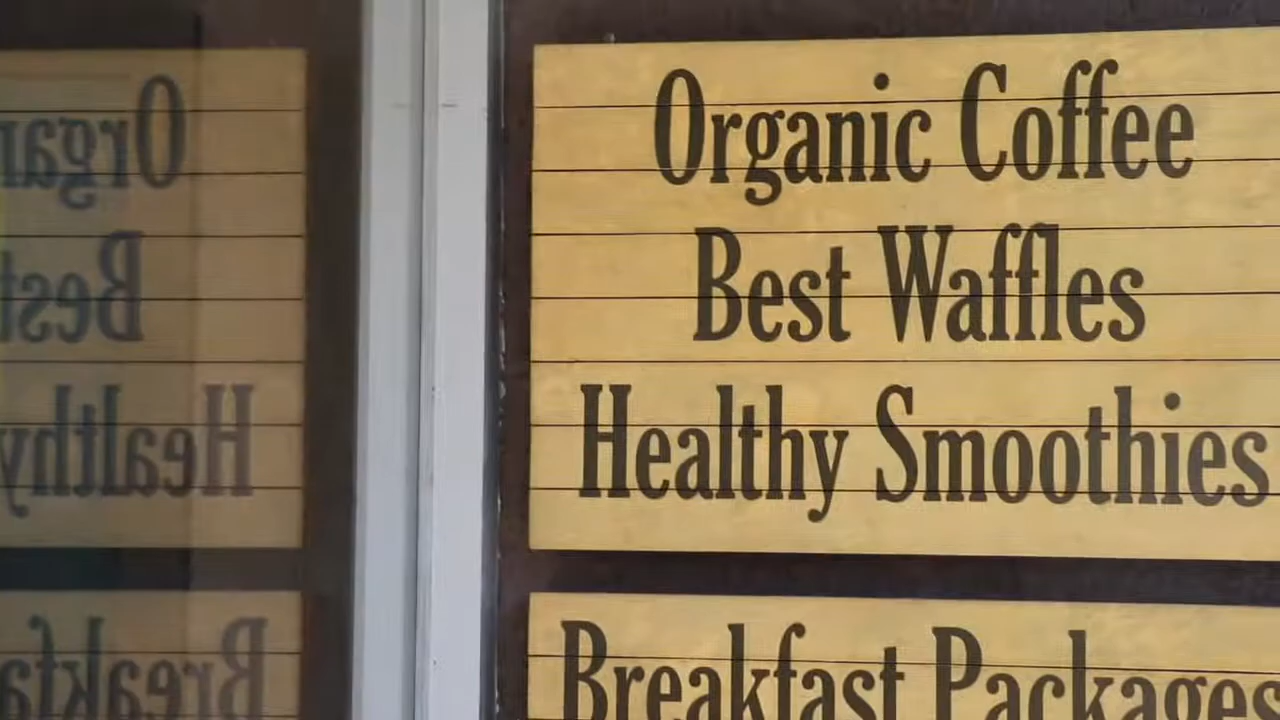 Organic Coffee
Best Waffles
Healthy Smoothies
Breakfast Packages